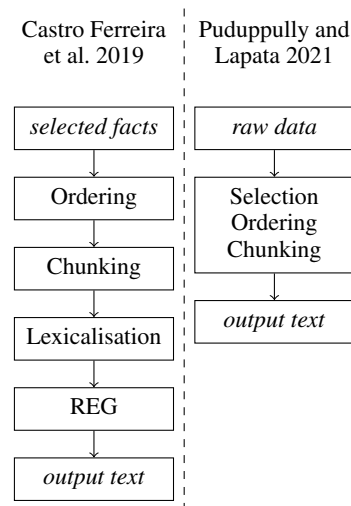 Castro Ferreira
et al. 2019
selected facts
Ordering
Chunking
Lexicalisation
REG
output text
Puduppully and
Lapata 2021
raw data
Selection
Ordering
Chunking
output text